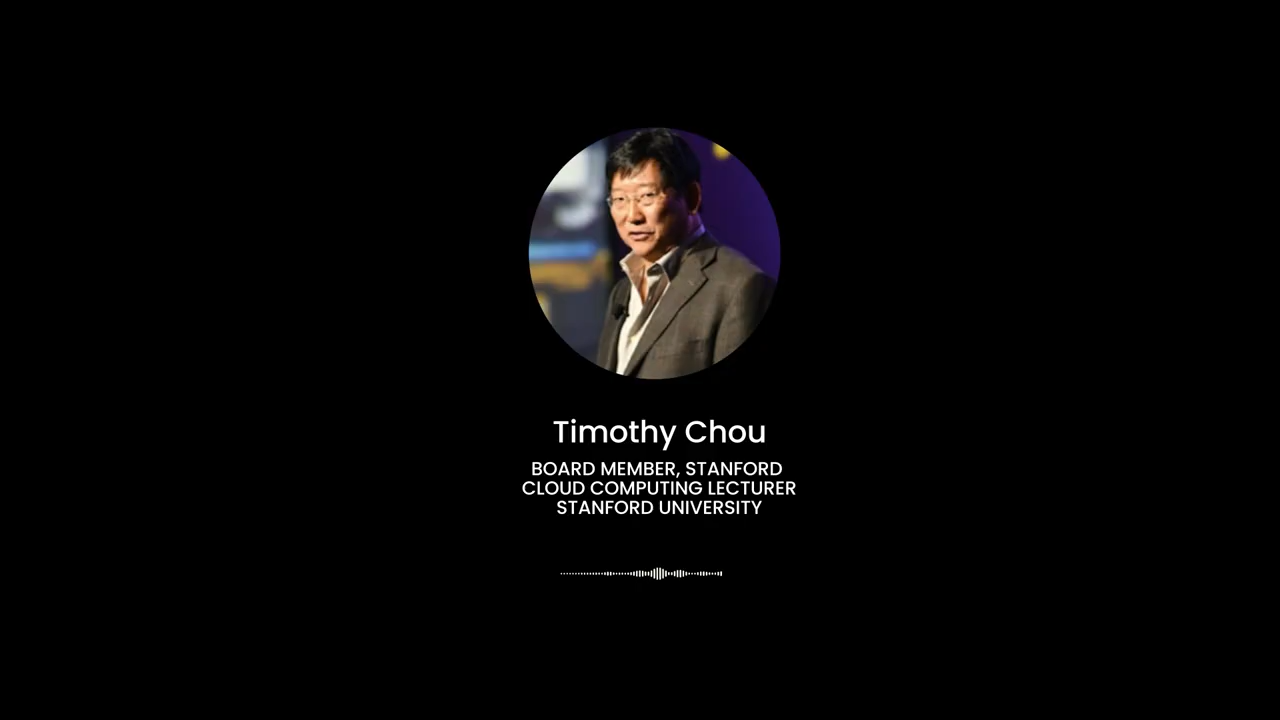 Timothy Chou
BOARD MEMBER, STANFORD
CLOUD COMPUTING LECTURER
STANFORD UNIVERSITY